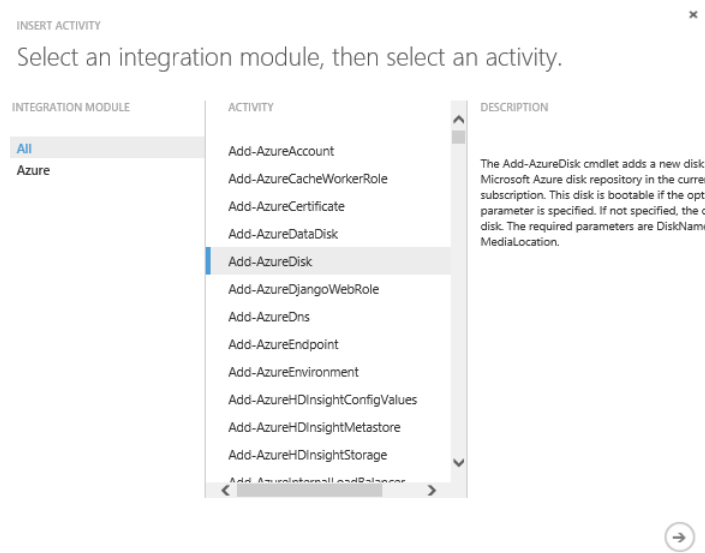 INSERT ACTIVITY
Select an integration module, then select an activity.
INTEGRATION MODULE
All
Azure
ACTIVITY
Add-AzureAccount
Add-AzureCacheWorkerRole
Add-AzureCertificate
Add-AzureDataDisk
Add-AzureDisk
Add-AzureDjangoWebRole
Add-AzureDns
Add-AzureEndpoint
Add-AzureEnvironment
Add-AzureHDInsightConfigValues
Add-AzureHDInsightMetastore
Add-AzureHDInsightStorage
Add-AzureInternalLoadBalancer
DESCRIPTION
The Add-AzureDisk cmdlet adds a new disk
Microsoft Azure disk repository in the curre
subscription. This disk is bootable if the opt
parameter is specified. If not specified, the
disk. The required parameters are DiskName
MediaLocation.